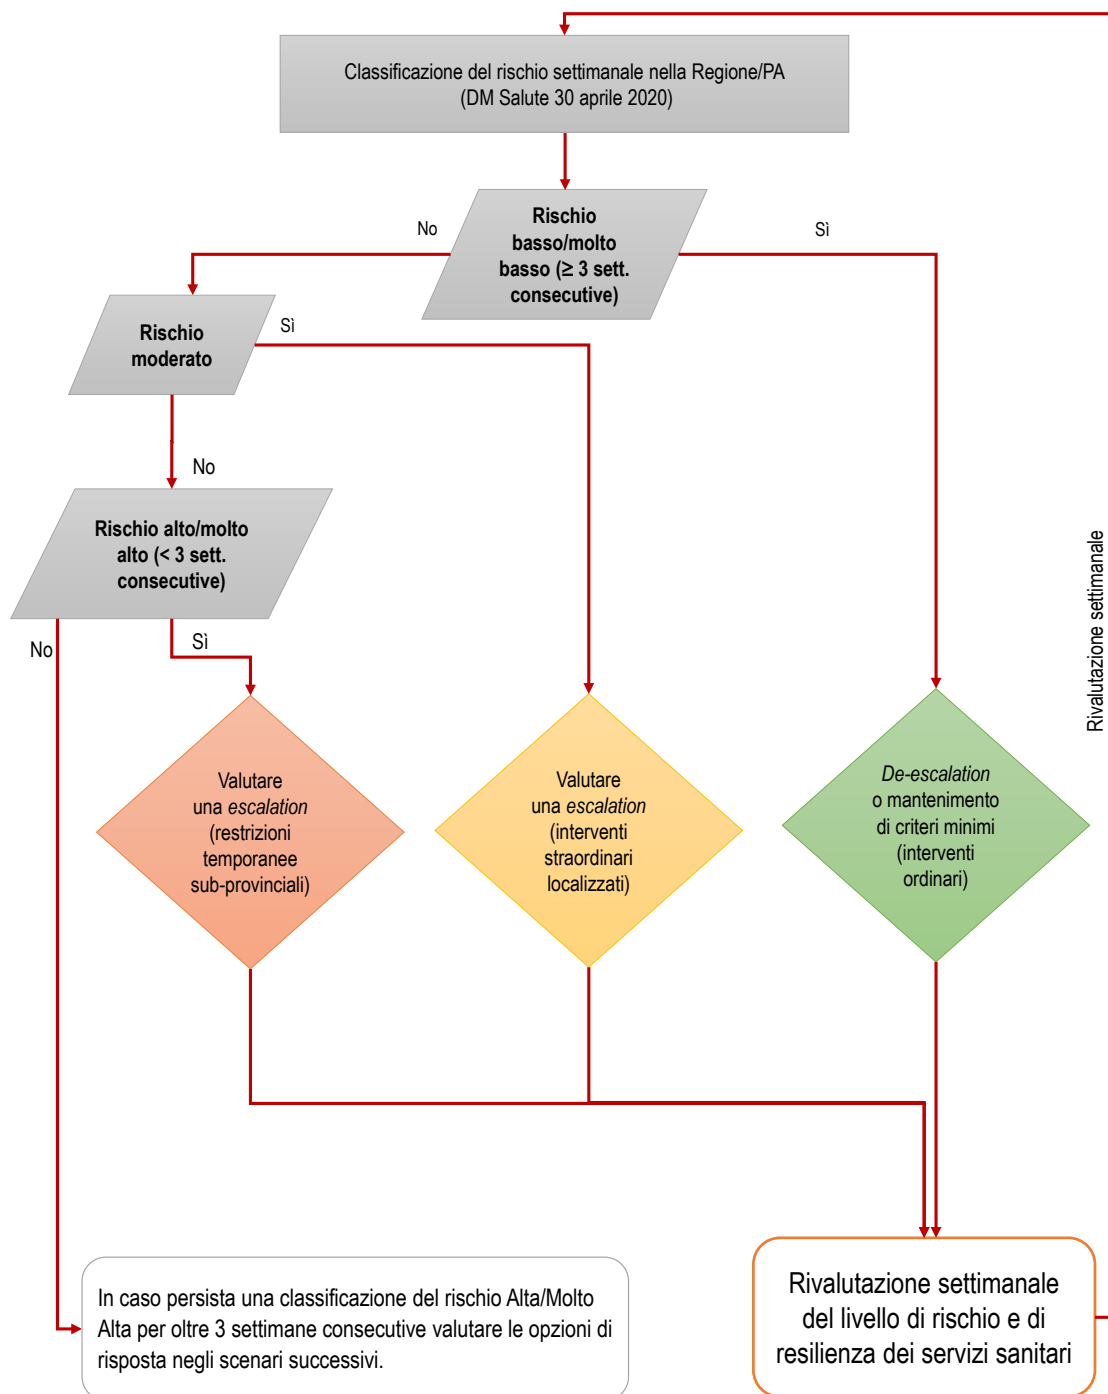 Classificazione del rischio settimanale nella Regione/PA
(DM Salute 30 aprile 2020)
Rischio
basso/molto
basso (≥ 3 sett.
consecutive)
No
Sì
Rischio
moderato
Sì
No
Rischio alto/molto
alto (< 3 sett.
consecutive)
No
Sì
Rivalutazione settimanale
Valutare
una escalation
(restrizioni
temporanee
sub-provinciali)
Valutare
una escalation
(interventi
straordinari
localizzati)
De-escalation
o mantenimento
di criteri minimi
(interventi
ordinari)
In caso persista una classificazione del rischio Alta/Molto
Alta per oltre 3 settimane consecutive valutare le opzioni di
risposta negli scenari successivi.
Rivalutazione settimanale
del livello di rischio e di
resilienza dei servizi sanitari